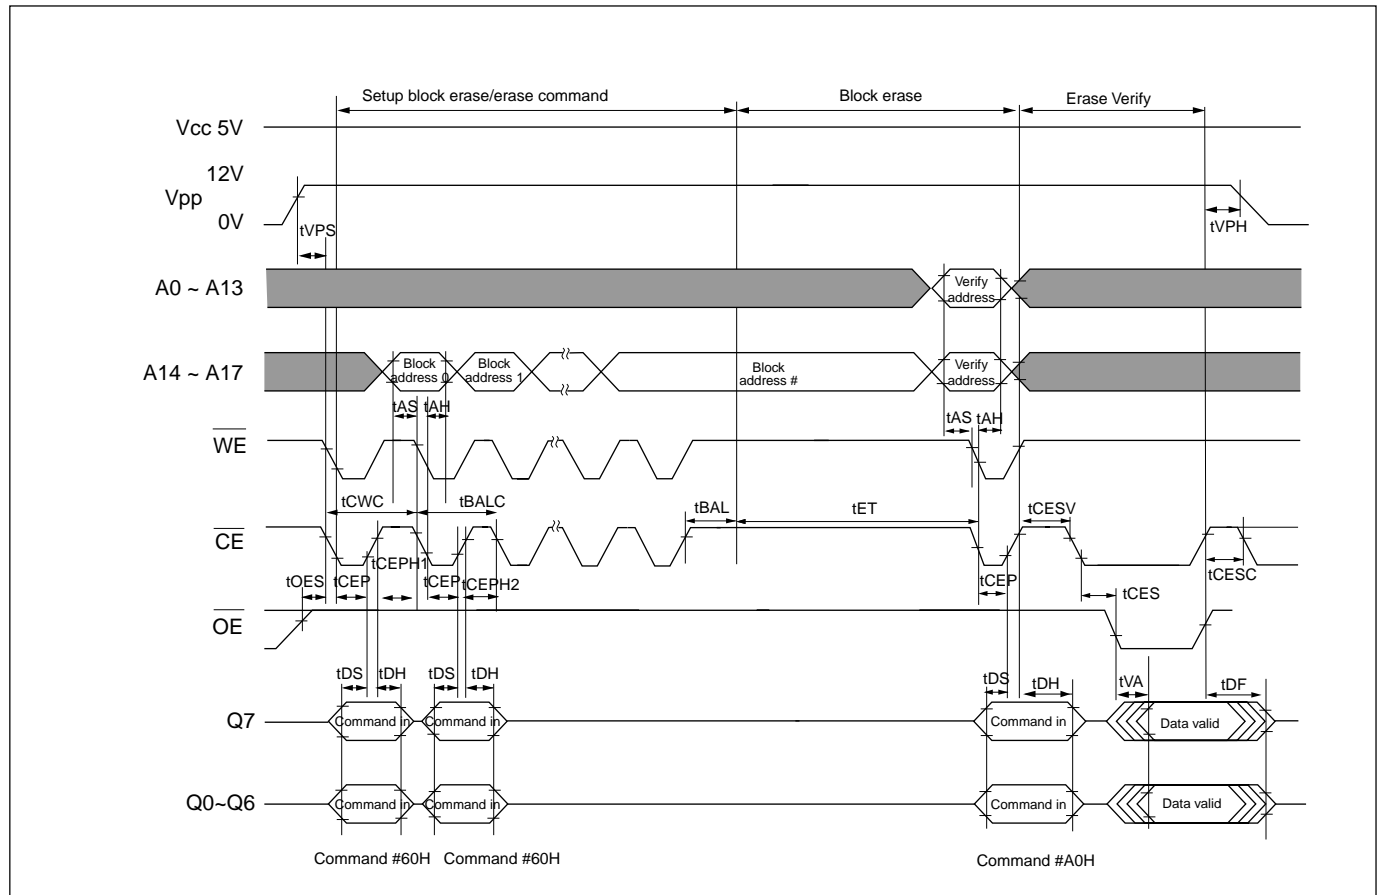 Setup block erase/erase command
Block erase
Erase Verify
Vcc 5V
12V
Vpp
0V
tVPS
tVPH
A0 ~ A13
Verify
address
A14 ~ A17
Block
address 0
Block
address 1
Block
address #
Verify
address
tAS
tAH
tAS
tAH
WE
tCWC
tBALC
tBAL
tET
tCESV
CE
tOES
tCEP
tCEPH1
tCEP
tCEPH2
tCEP
tCES
tCESC
OE
tDS
tDH
tDS
tDH
tDS
tDH
tVA
tDF
Q7
Command in
Command in
Command in
Data valid
Q0~Q6
Command in
Command in
Command in
Data valid
Command #60H
Command #60H
Command #A0H